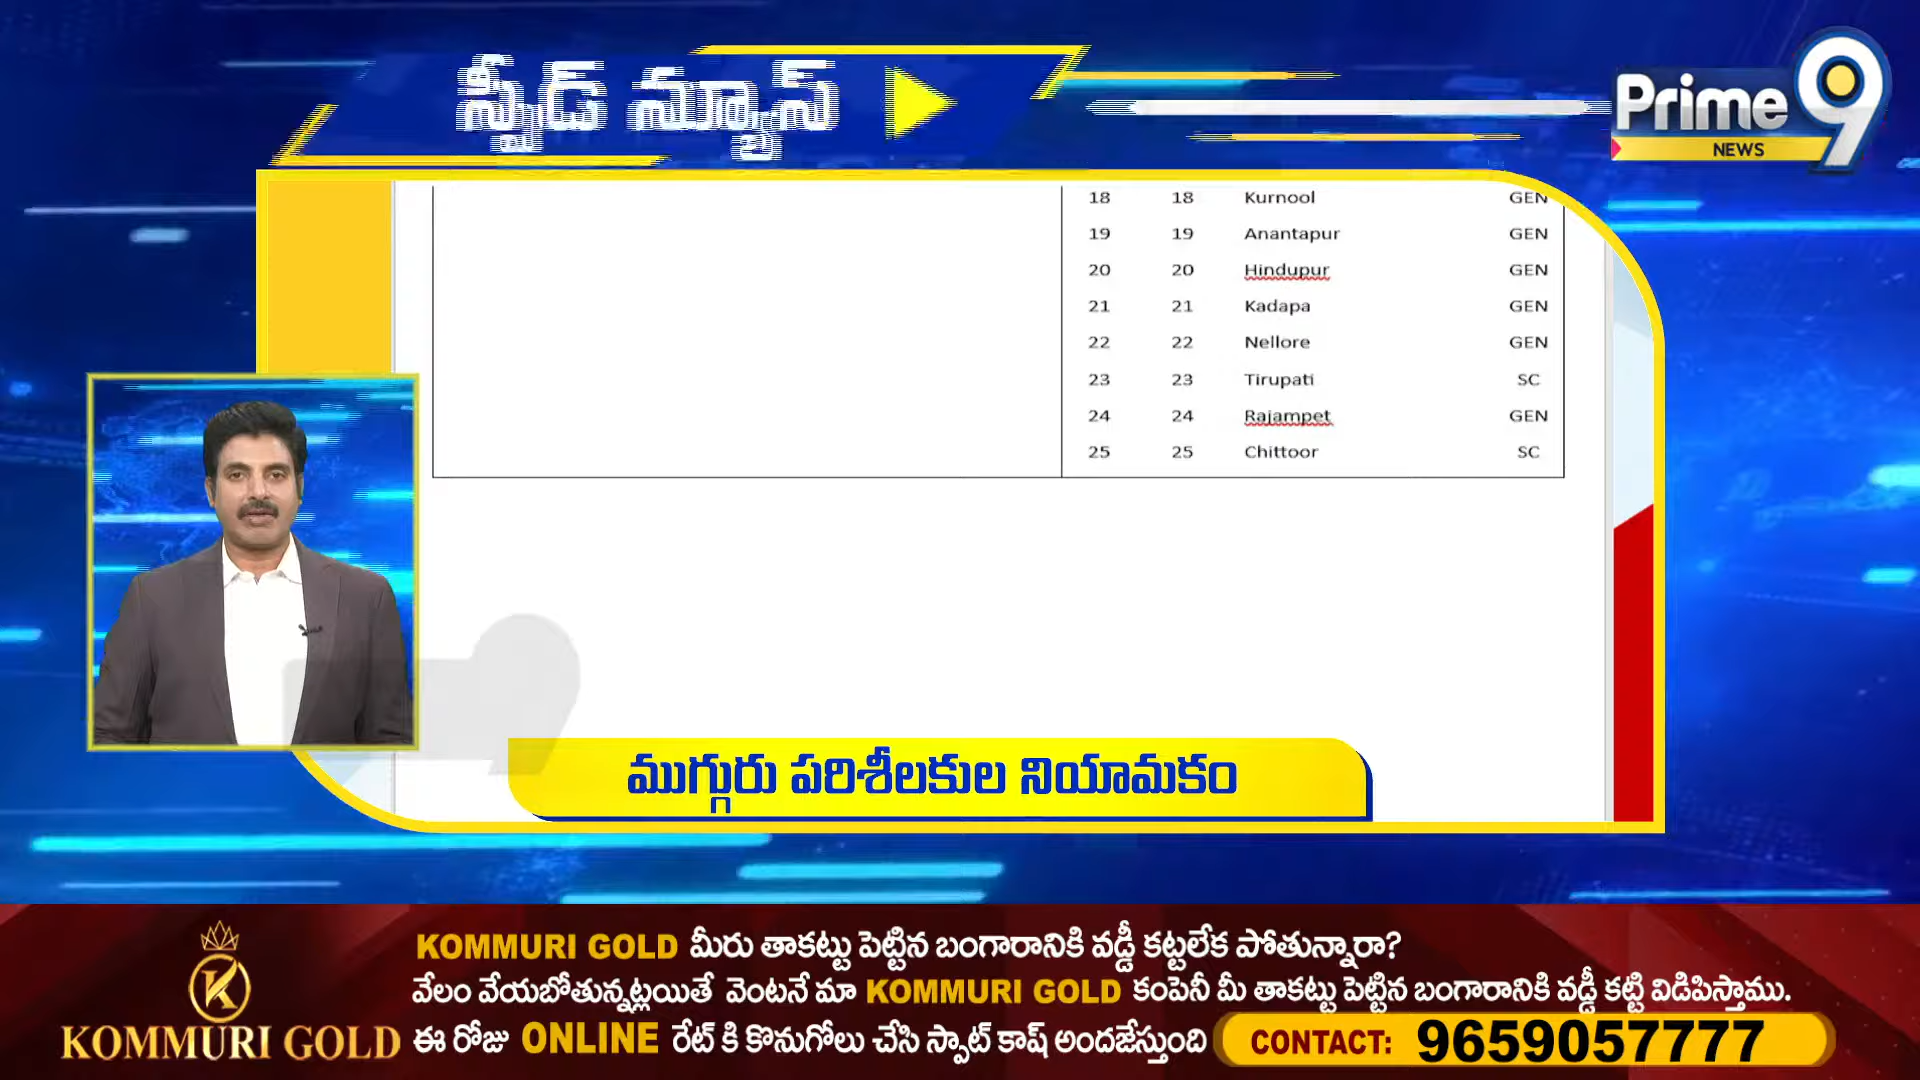 స్పీడ్ న్యూస్
Prime 9
NEWS
18 18 Kurnool GEN
19 19 Anantapur GEN
20 20 Hindupur GEN
21 21 Kadapa GEN
22 22 Nellore GEN
23 23 Tirupati SC
24 24 Rajampet GEN
25 25 Chittoor SC
ముగ్గురు పరిశీలకుల నియామకం
KOMMURI GOLD
KOMMURI GOLD మీరు తాకట్టు పెట్టిన బంగారానికి వడ్డీ కట్టలేక పోతున్నారా?
వేలం వేయబోతున్నట్లయితే వెంటనే మా KOMMURI GOLD కంపెనీ మీ తాకట్టు పెట్టిన బంగారానికి వడ్డీ కట్టి విడిపిస్తాము.
ఈ రోజు ONLINE రేట్ కి కొనుగోలు చేసి స్పాట్ కాష్ అందజేస్తుంది CONTACT: 9659057777